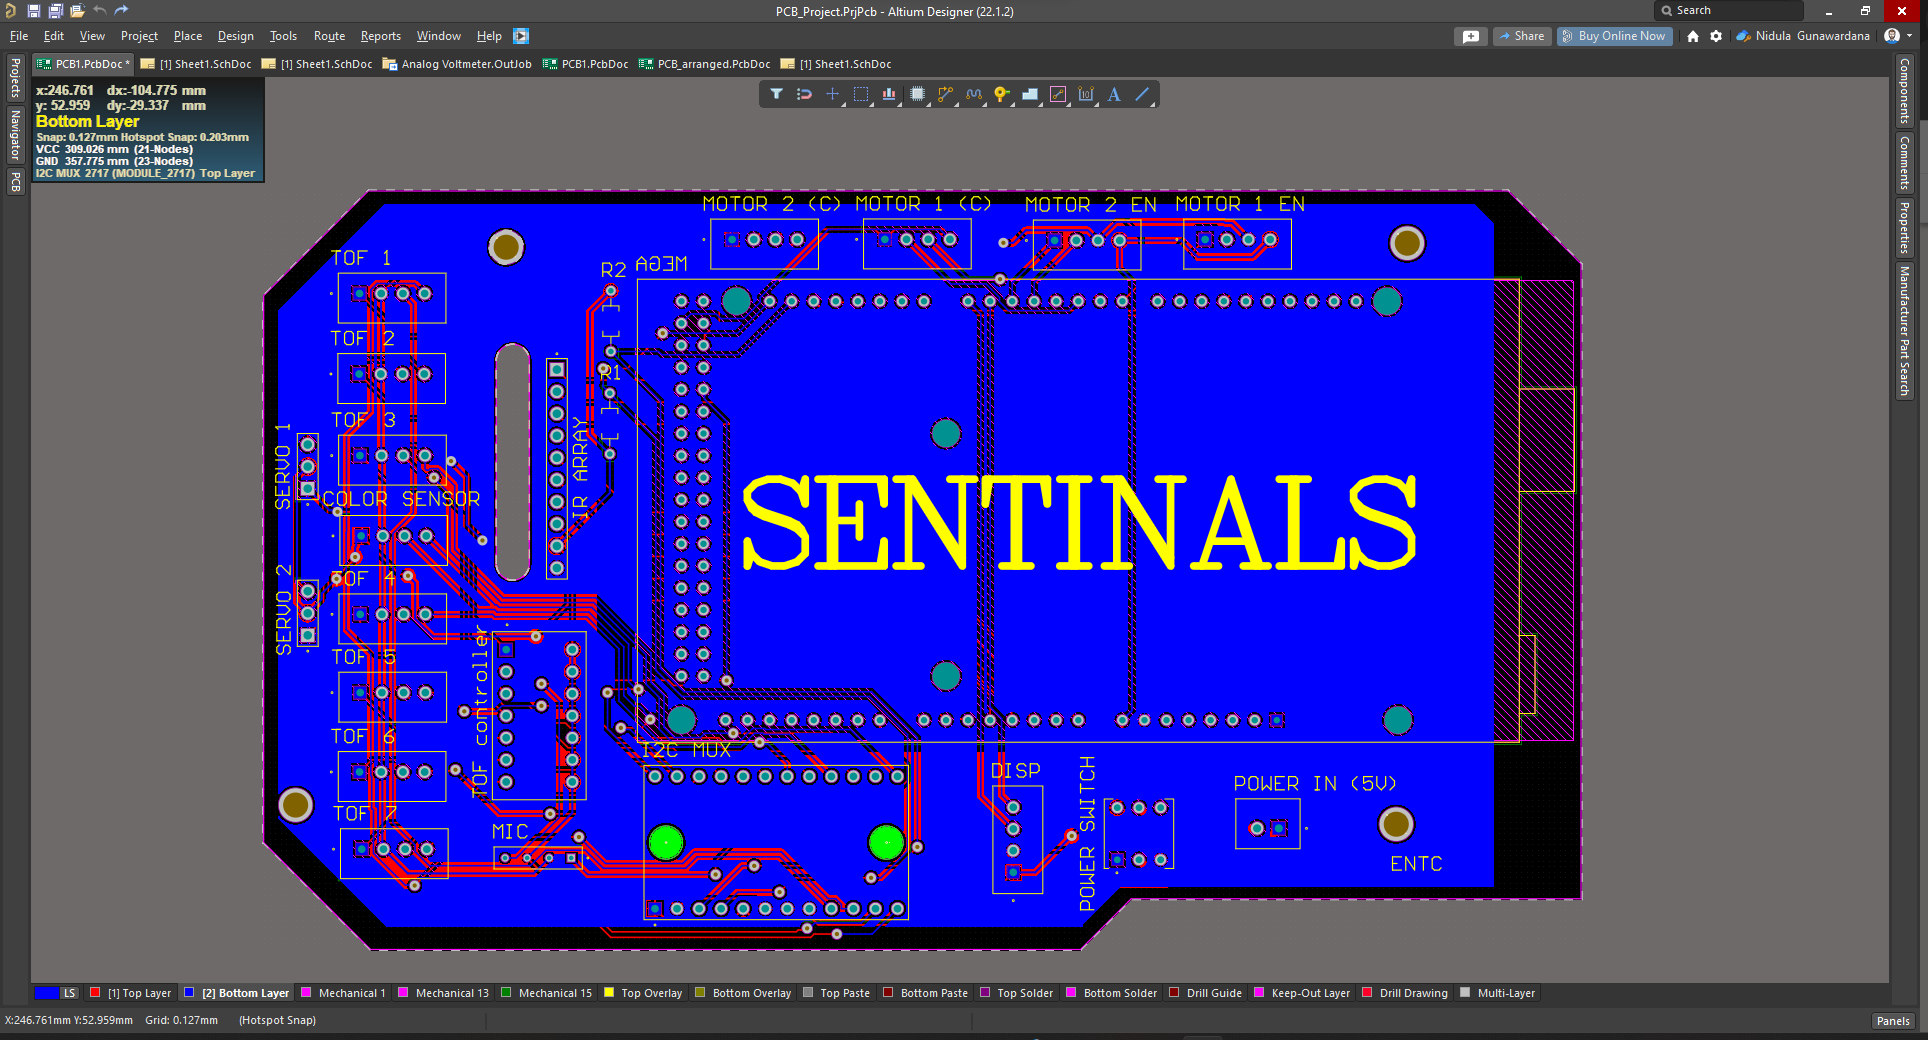 PCB_Project.PrjPcb - Altium Designer (22.1.2)
Search
File Edit View Project Place Design Tools Route Reports Window Help
Share
Buy Online Now
Nidula Gunawardana
PCB1.PcbDoc *
[1] Sheet1.SchDoc
[1] Sheet1.SchDoc
Analog Voltmeter.OutJob
PCB1.PcbDoc
PCB_arranged.PcbDoc
[1] Sheet1.SchDoc
Projects
Navigator
PCB
Components
Comments
Properties
Manufacturer Part Search
x:246.761 dx:-104.775 mm
y: 52.959 dy:-29.337 mm
Bottom Layer
Snap: 0.127mm Hotspot Snap: 0.203mm
VCC 309.026 mm (21-Nodes)
GND 357.775 mm (23-Nodes)
I2C MUX 2717 (MODULE_2717) Top Layer
MOTOR 2 (C)
MOTOR 1 (C)
MOTOR 2 EN
MOTOR 1 EN
TOF 1
R2
MEGA
TOF 2
R1
TOF 3
SERVO 1
IR ARRAY
COLOR SENSOR
SENTINALS
TOF 4
SERVO 2
TOF 5
TOF controller
TOF 6
I2C MUX
DISP
POWER SWITCH
POWER IN (5V)
TOF 7
MIC
ENTC
LS
[1] Top Layer
[2] Bottom Layer
Mechanical 1
Mechanical 13
Mechanical 15
Top Overlay
Bottom Overlay
Top Paste
Bottom Paste
Top Solder
Bottom Solder
Drill Guide
Keep-Out Layer
Drill Drawing
Multi-Layer
X:246.761mm Y:52.959mm Grid: 0.127mm (Hotspot Snap)
Panels